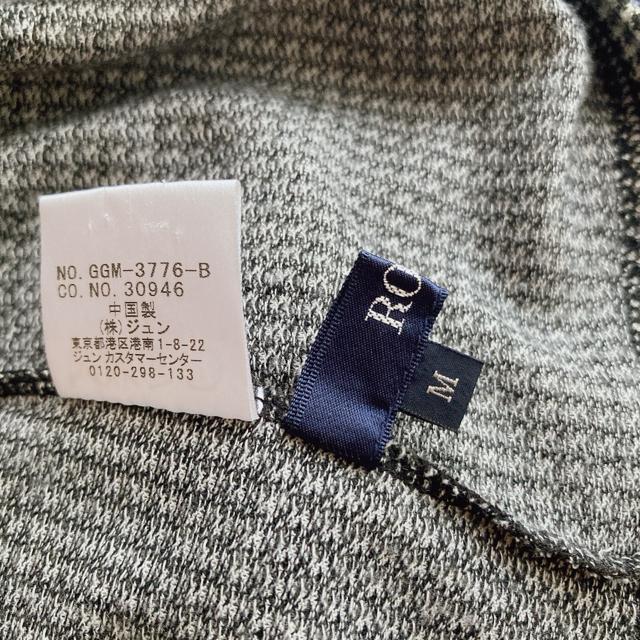 NO. GGM-3776-B
CO. NO. 30946
中国製
(株)ジュン
東京都港区港南1-8-22
ジュン カスタマーセンター
0120-298-133
RO
M